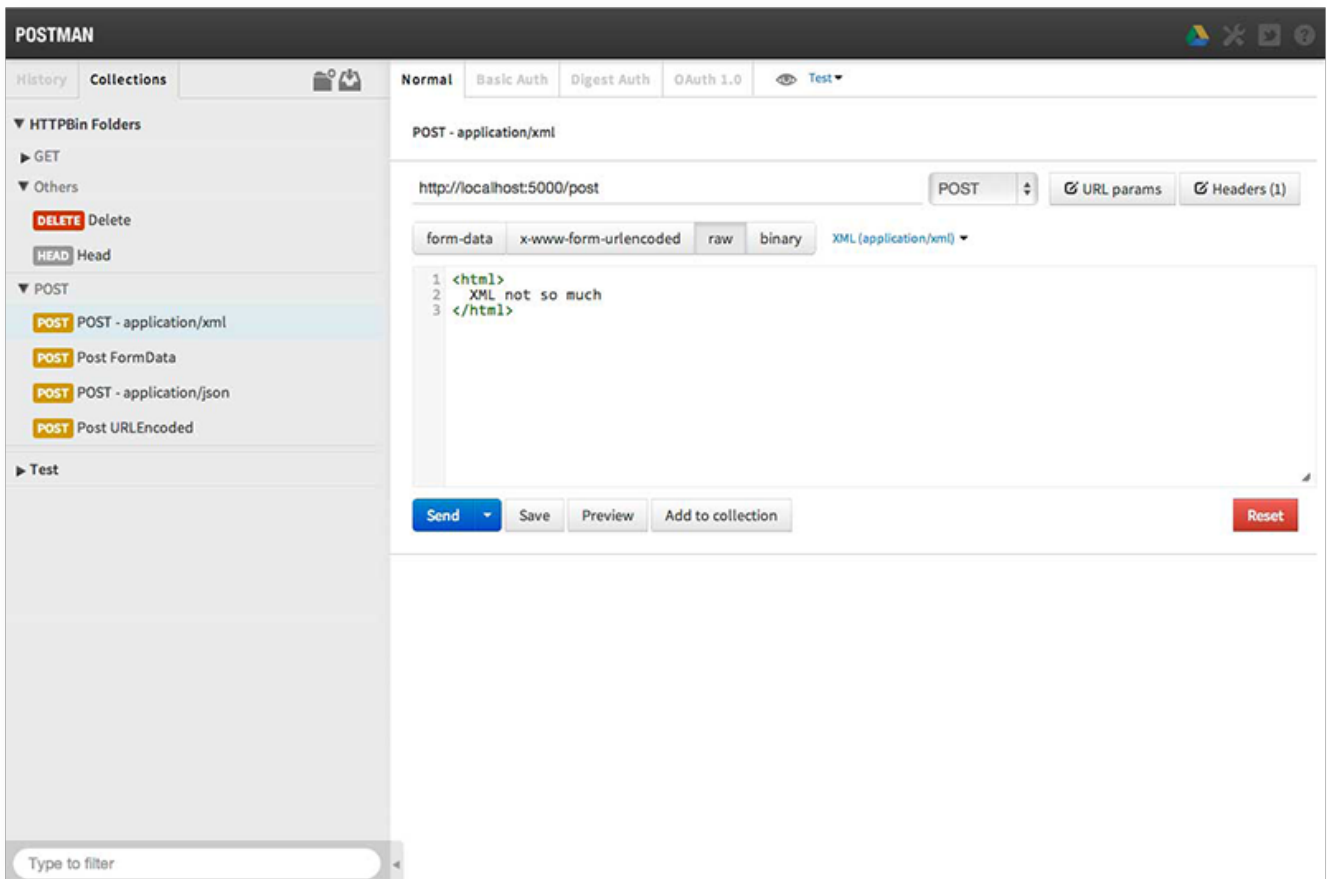 POSTMAN
History Collections
Normal Basic Auth Digest Auth OAuth 1.0 Test
HTTPBin Folders
GET
Others
DELETE Delete
HEAD Head
POST
POST POST - application/xml
POST Post FormData
POST POST - application/json
POST Post URLEncoded
Test
Type to filter
POST - application/xml
http://localhost:5000/post POST URL params Headers (1)
form-data x-www-form-urlencoded raw binary XML (application/xml)
1 <html>
2 XML not so much
3 </html>
Send Save Preview Add to collection Reset